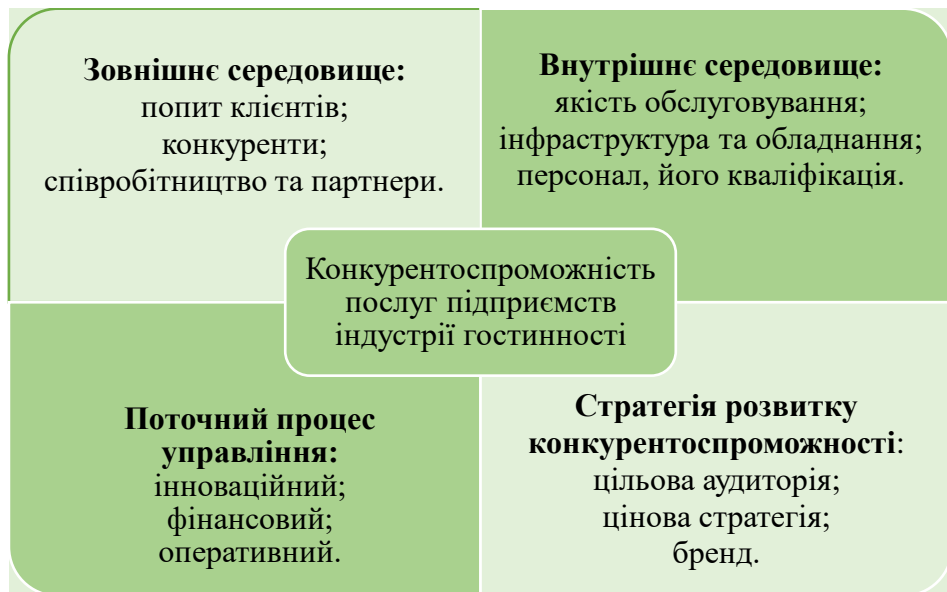 Зовнішнє середовище:
попит клієнтів;
конкуренти;
співробітництво та партнери.
Внутрішнє середовище:
якість обслуговування;
інфраструктура та обладнання;
персонал, його кваліфікація.
Конкурентоспроможність
послуг підприємств
індустрії гостинності
Поточний процес
управління:
інноваційний;
фінансовий;
оперативний.
Стратегія розвитку
конкурентоспроможності:
цільова аудиторія;
цінова стратегія;
бренд.